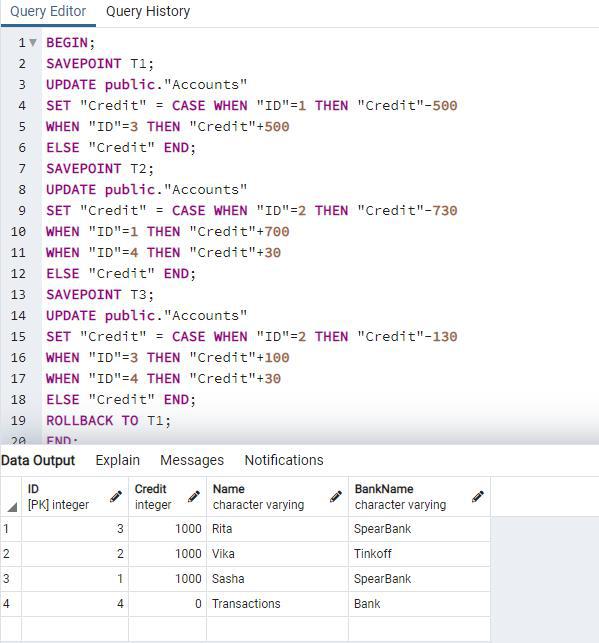 Query Editor Query History
1 BEGIN;
2 SAVEPOINT T1;
3 UPDATE public."Accounts"
4 SET "Credit" = CASE WHEN "ID"=1 THEN "Credit"-500
5 WHEN "ID"=3 THEN "Credit"+500
6 ELSE "Credit" END;
7 SAVEPOINT T2;
8 UPDATE public."Accounts"
9 SET "Credit" = CASE WHEN "ID"=2 THEN "Credit"-730
10 WHEN "ID"=1 THEN "Credit"+700
11 WHEN "ID"=4 THEN "Credit"+30
12 ELSE "Credit" END;
13 SAVEPOINT T3;
14 UPDATE public."Accounts"
15 SET "Credit" = CASE WHEN "ID"=2 THEN "Credit"-130
16 WHEN "ID"=3 THEN "Credit"+100
17 WHEN "ID"=4 THEN "Credit"+30
18 ELSE "Credit" END;
19 ROLLBACK TO T1;
20 END;
Data Output Explain Messages Notifications
ID Credit Name BankName
[PK] integer integer character varying character varying
1 3 1000 Rita SpearBank
2 2 1000 Vika Tinkoff
3 1 1000 Sasha SpearBank
4 4 0 Transactions Bank